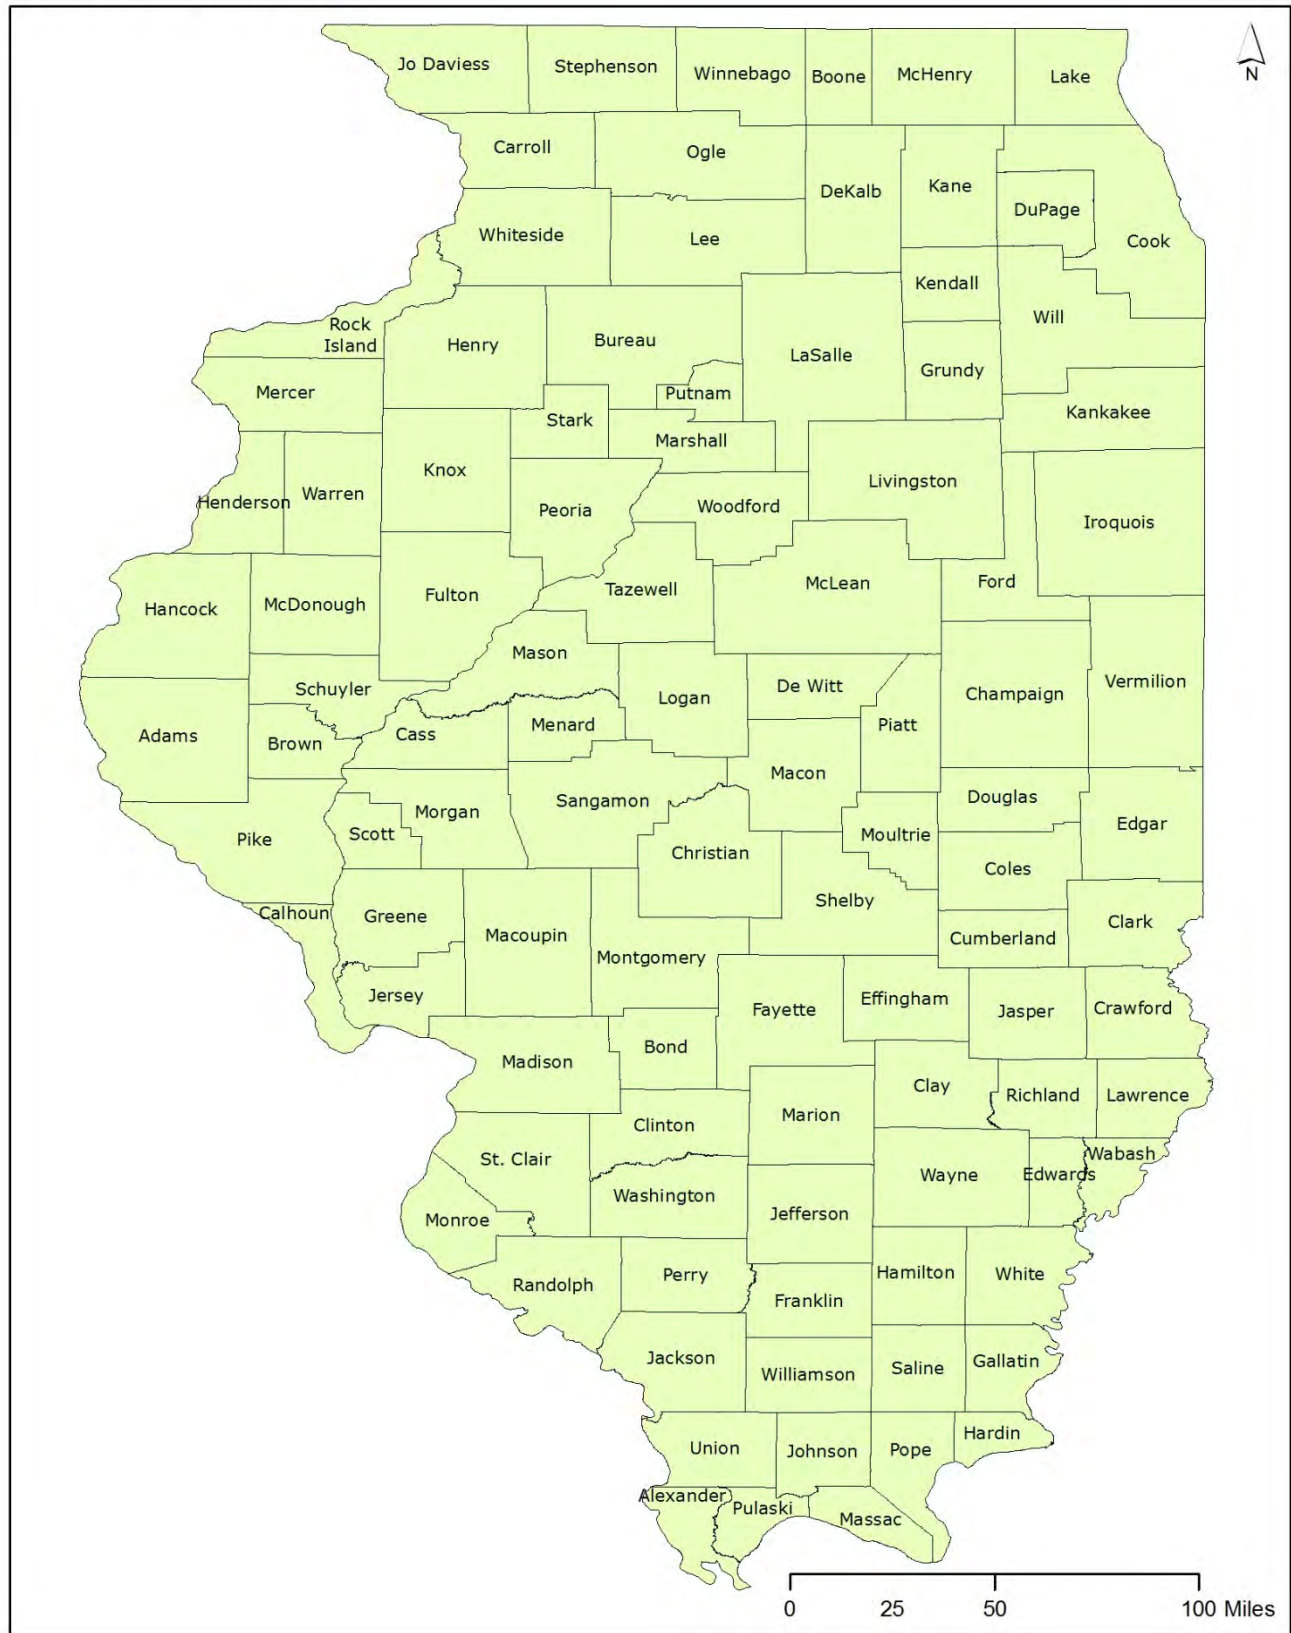 Jo Daviess
Stephenson
Winnebago
Boone
McHenry
Lake
N
Carroll
Ogle
DeKalb
Kane
DuPage
Cook
Whiteside
Lee
Kendall
Will
Rock
Island
Henry
Bureau
LaSalle
Grundy
Mercer
Putnam
Kankakee
Stark
Marshall
Knox
Livingston
Henderson
Warren
Peoria
Woodford
Iroquois
Hancock
McDonough
Fulton
Tazewell
McLean
Ford
Mason
Schuyler
Logan
De Witt
Champaign
Vermilion
Adams
Brown
Cass
Menard
Piatt
Macon
Sangamon
Douglas
Pike
Scott
Morgan
Christian
Moultrie
Edgar
Coles
Calhoun
Greene
Macoupin
Shelby
Clark
Montgomery
Cumberland
Jersey
Fayette
Effingham
Jasper
Crawford
Madison
Bond
Clay
Richland
Lawrence
Clinton
Marion
St. Clair
Wayne
Edwards
Wabash
Washington
Monroe
Jefferson
Randolph
Perry
Hamilton
White
Franklin
Jackson
Williamson
Saline
Gallatin
Union
Johnson
Pope
Hardin
Alexander
Pulaski
Massac
0 25 50 100 Miles